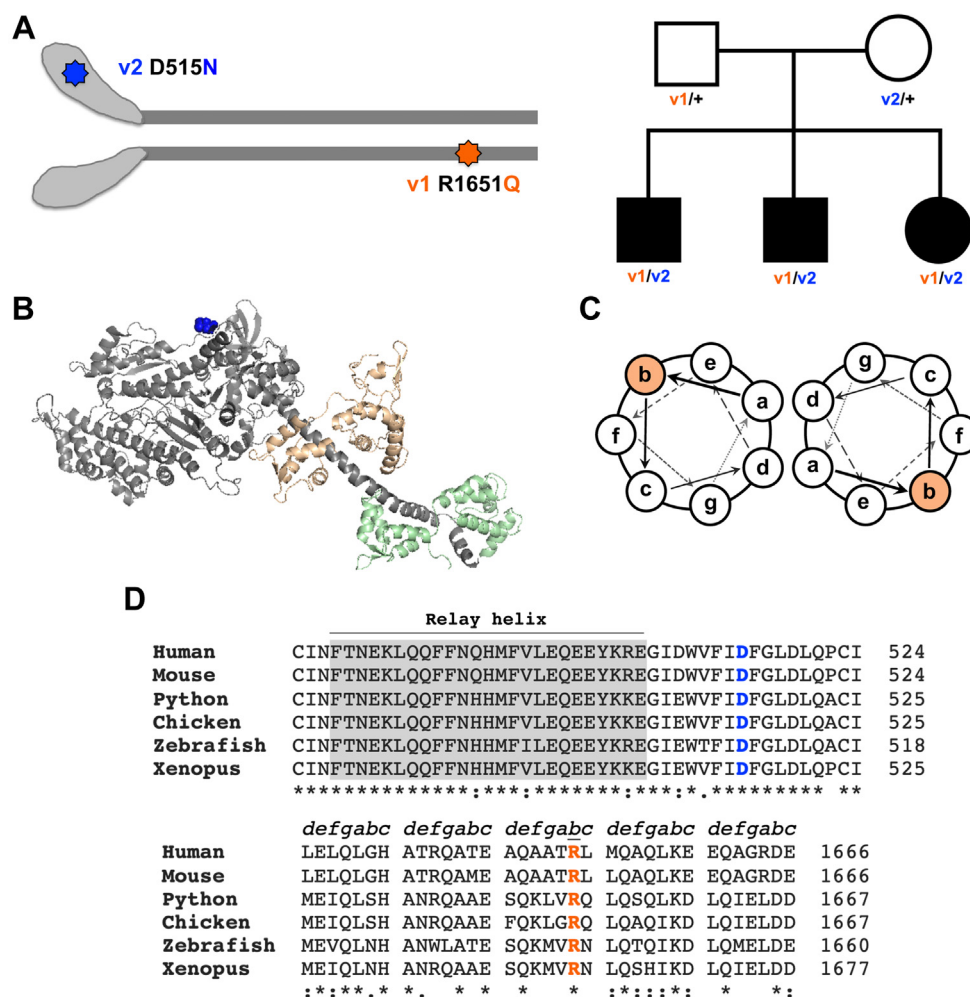 A
v2 D515N
v1 R1651Q
v1/+
v2/+
v1/v2
v1/v2
v1/v2
B
C
b
e
a
f
d
c
g
g
c
d
f
a
b
e
D
Relay helix
Human CINFTNEKLQQFFNQHMFVLEQEEYKREGIDWVFIDFGLDLQPCI 524
Mouse CINFTNEKLQQFFNQHMFVLEQEEYKREGIDWVFIDFGLDLQPCI 524
Python CINFTNEKLQQFFNHHMFVLEQEEYKKEGIEWVFIDFGLDLQACI 525
Chicken CINFTNEKLQQFFNHHMFVLEQEEYKKEGIEWVFIDFGLDLQACI 525
Zebrafish CINFTNEKLQQFFNHHMFILEQEEYKREGIEWTFIDFGLDLQACI 518
Xenopus CINFTNEKLQQFFNHHMFVLEQEEYKKEGIEWVFIDFGLDLQPCI 525
**************:***:*******:***:*.********* **
defgabc defgabc defgabc defgabc defgabc
Human LELQLGH ATRQATE AQAATRL MQAQLKE EQAGRDE 1666
Mouse LELQLGH ATRQAME AQAATRL LQAQLKE EQAGRDE 1666
Python MEIQLSH ANRQAAE SQKLVRQ LQSQLKD LQIELDD 1667
Chicken MEIQLSH ANRQAAE FQKLGRQ LQAQIKD LQIELDD 1667
Zebrafish MEVQLNH ANWLATE SQKMVRN LQTQIKD LQMELDD 1660
Xenopus MEIQLNH ANRQAAE SQKMVRN LQSHIKD LQIELDD 1677
:*:**.* *. * * * * :**:::*: * *: